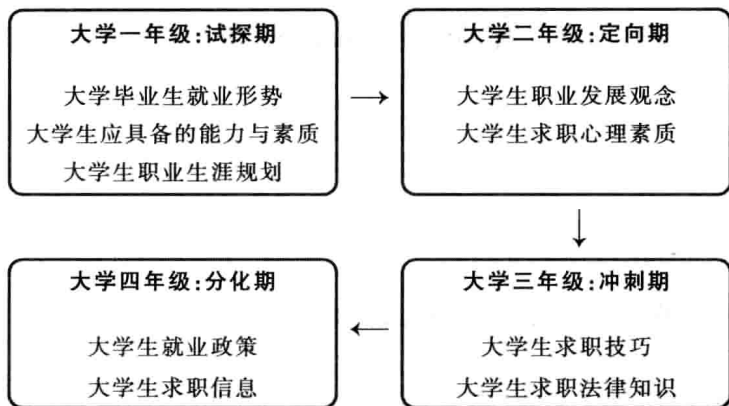 大学一年级:试探期
大学毕业生就业形势
大学生应具备的能力与素质
大学生职业生涯规划
大学二年级:定向期
大学生职业发展观念
大学生求职心理素质
大学三年级:冲刺期
大学生求职技巧
大学生求职法律知识
大学四年级:分化期
大学生就业政策
大学生求职信息